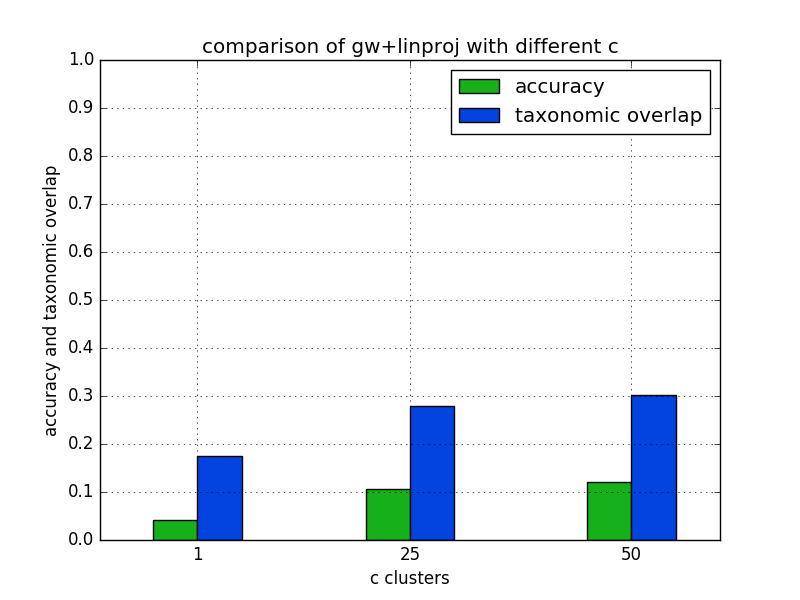 comparison of gw+linproj with different c
accuracy
taxonomic overlap
accuracy and taxonomic overlap
1.0
0.9
0.8
0.7
0.6
0.5
0.4
0.3
0.2
0.1
0.0
1 25 50
c clusters